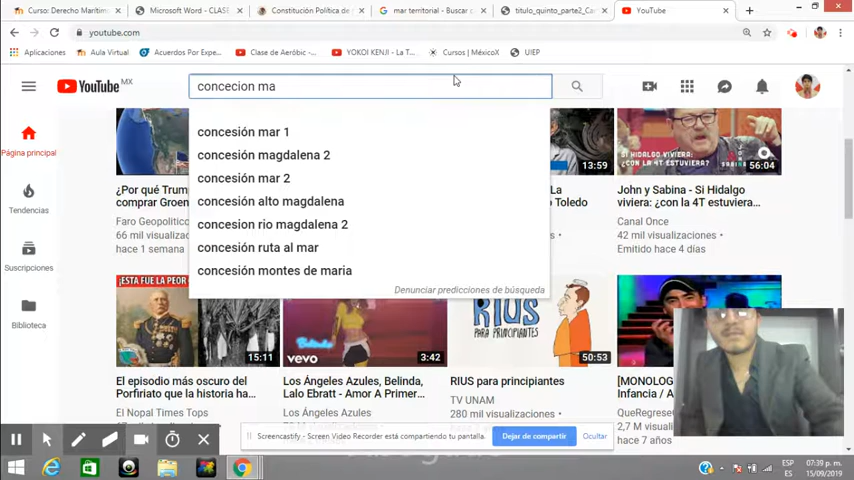 Curso: Derecho Marítim
Microsoft Word - CLASE
Constitución Política de
mar territorial - Buscar
titulo_quinto_parte2_Ca
YouTube
youtube.com
Aplicaciones
Aula Virtual
Acuerdos Por Expe...
Clase de Aeróbic - ...
YOKOI KENJI - La T...
Cursos | MéxicoX
UIEP
YouTube MX
concecion ma
concesión mar 1
concesión magdalena 2
concesión mar 2
concesión alto magdalena
concesion rio magdalena 2
concesión ruta al mar
concesión montes de maria
Denunciar predicciones de búsqueda
Página principal
Tendencias
Suscripciones
Biblioteca
¿Por qué Trum
comprar Groen
Faro Geopolítico
66 mil visualizaciones
hace 1 semana
13:59
La
Toledo
SI HIDALGO VIVIERA:
¿CON LA 4T ESTUVIERA...
56:04
John y Sabina - Si Hidalgo
viviera: ¿con la 4T estuviera...
Canal Once
42 mil visualizaciones
Emitido hace 4 días
¡ESTA FUE LA PEOR
15:11
El episodio más oscuro del
Porfiriato que la historia ha...
El Nopal Times Tops
Belinda
vevo
3:42
Los Ángeles Azules, Belinda,
Lalo Ebratt - Amor A Primer...
Los Ángeles Azules
RIUS
PARA PRINCIPIANTES
50:53
RIUS para principiantes
TV UNAM
280 mil visualizaciones
[MONOLOG
Infancia / A
QueRegres
2,7 M visual
hace 7 años
Screencastify - Screen Video Recorder está compartiendo tu pantalla.
Dejar de compartir
Ocultar
ESP
ES
07:39 p. m.
15/09/2019